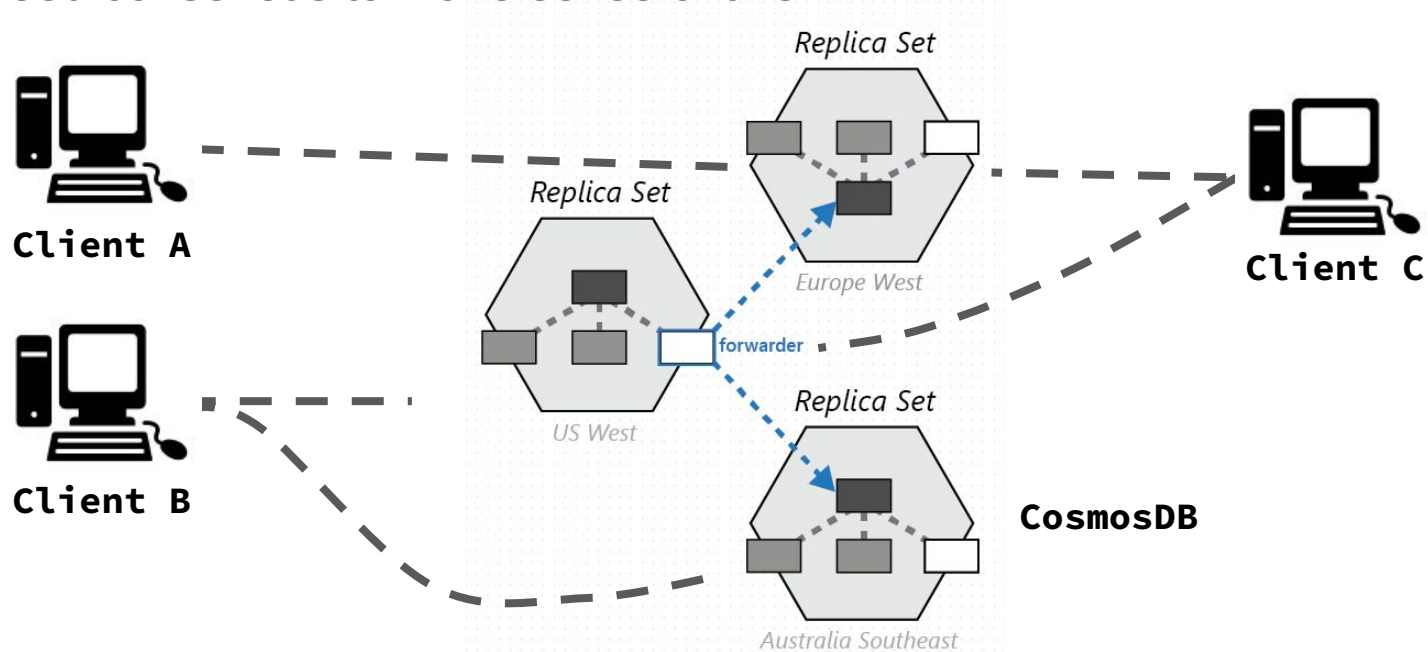 Replica Set
Client A
Replica Set
Europe West
Client C
forwarder
US West
Replica Set
Client B
CosmosDB
Australia Southeast